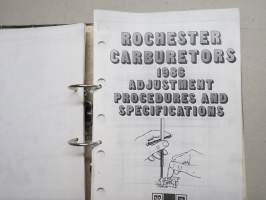 ROCHESTER
CARBURETORS
1986
ADJUSTMENT
PROCEDURES AND
SPECIFICATIONS